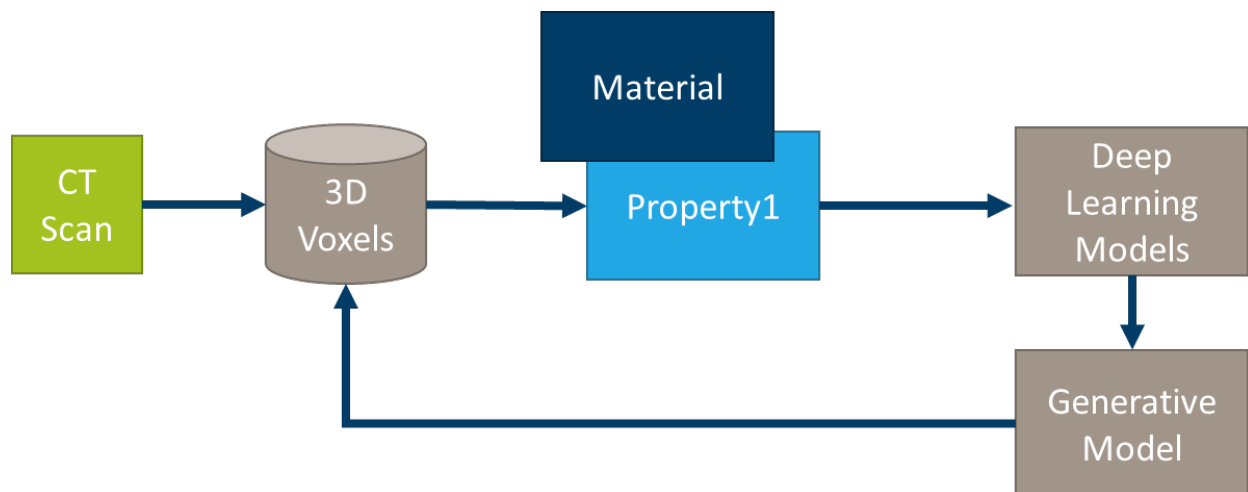 CT
Scan
3D
Voxels
Material
Property1
Deep
Learning
Models
Generative
Model